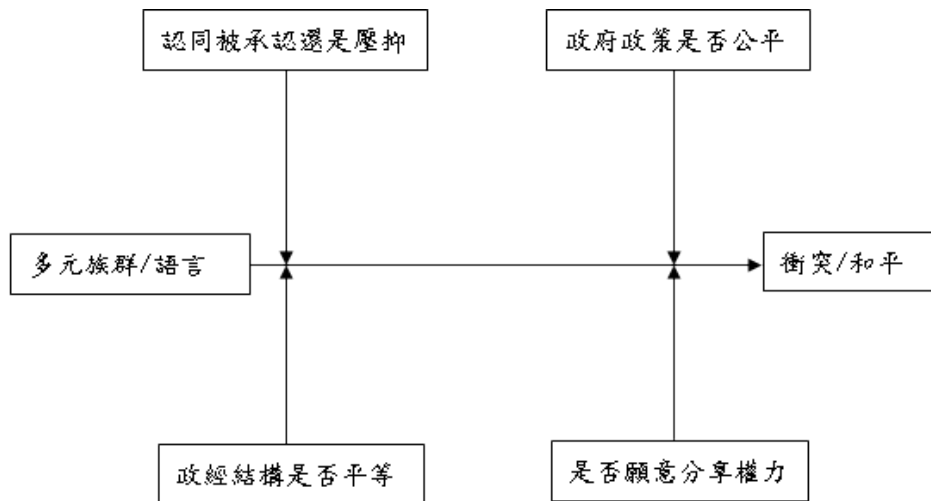 認同被承認還是壓抑
政府政策是否公平
多元族群/語言
衝突/和平
政經結構是否平等
是否願意分享權力